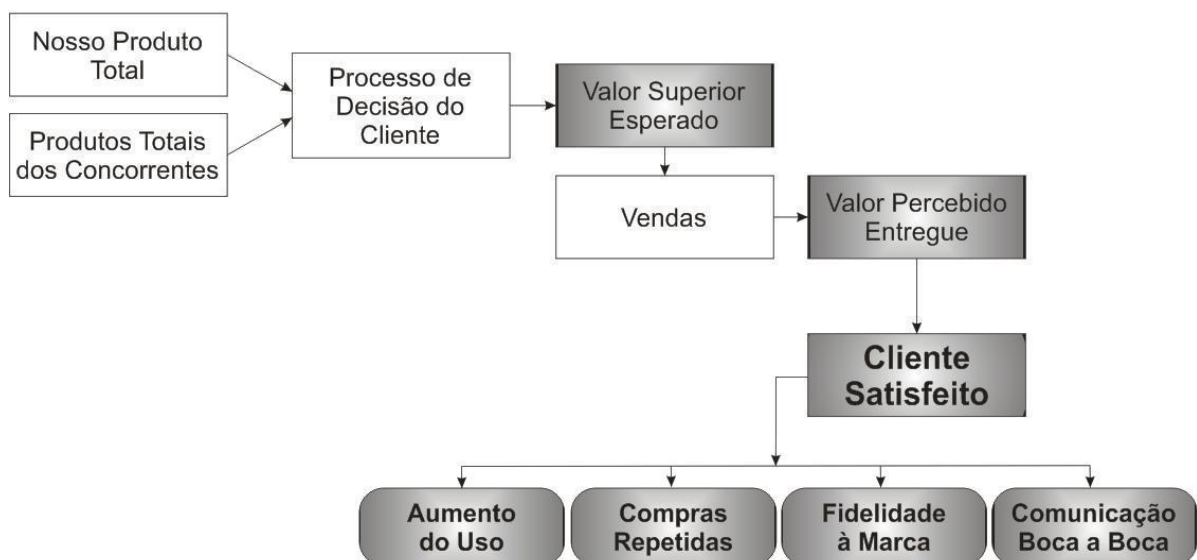 Nosso Produto
Total
Produtos Totais
dos Concorrentes
Processo de
Decisão do
Cliente
Valor Superior
Esperado
Vendas
Valor Percebido
Entregue
Cliente
Satisfeito
Aumento
do Uso
Compras
Repetidas
Fidelidade
à Marca
Comunicação
Boca a Boca